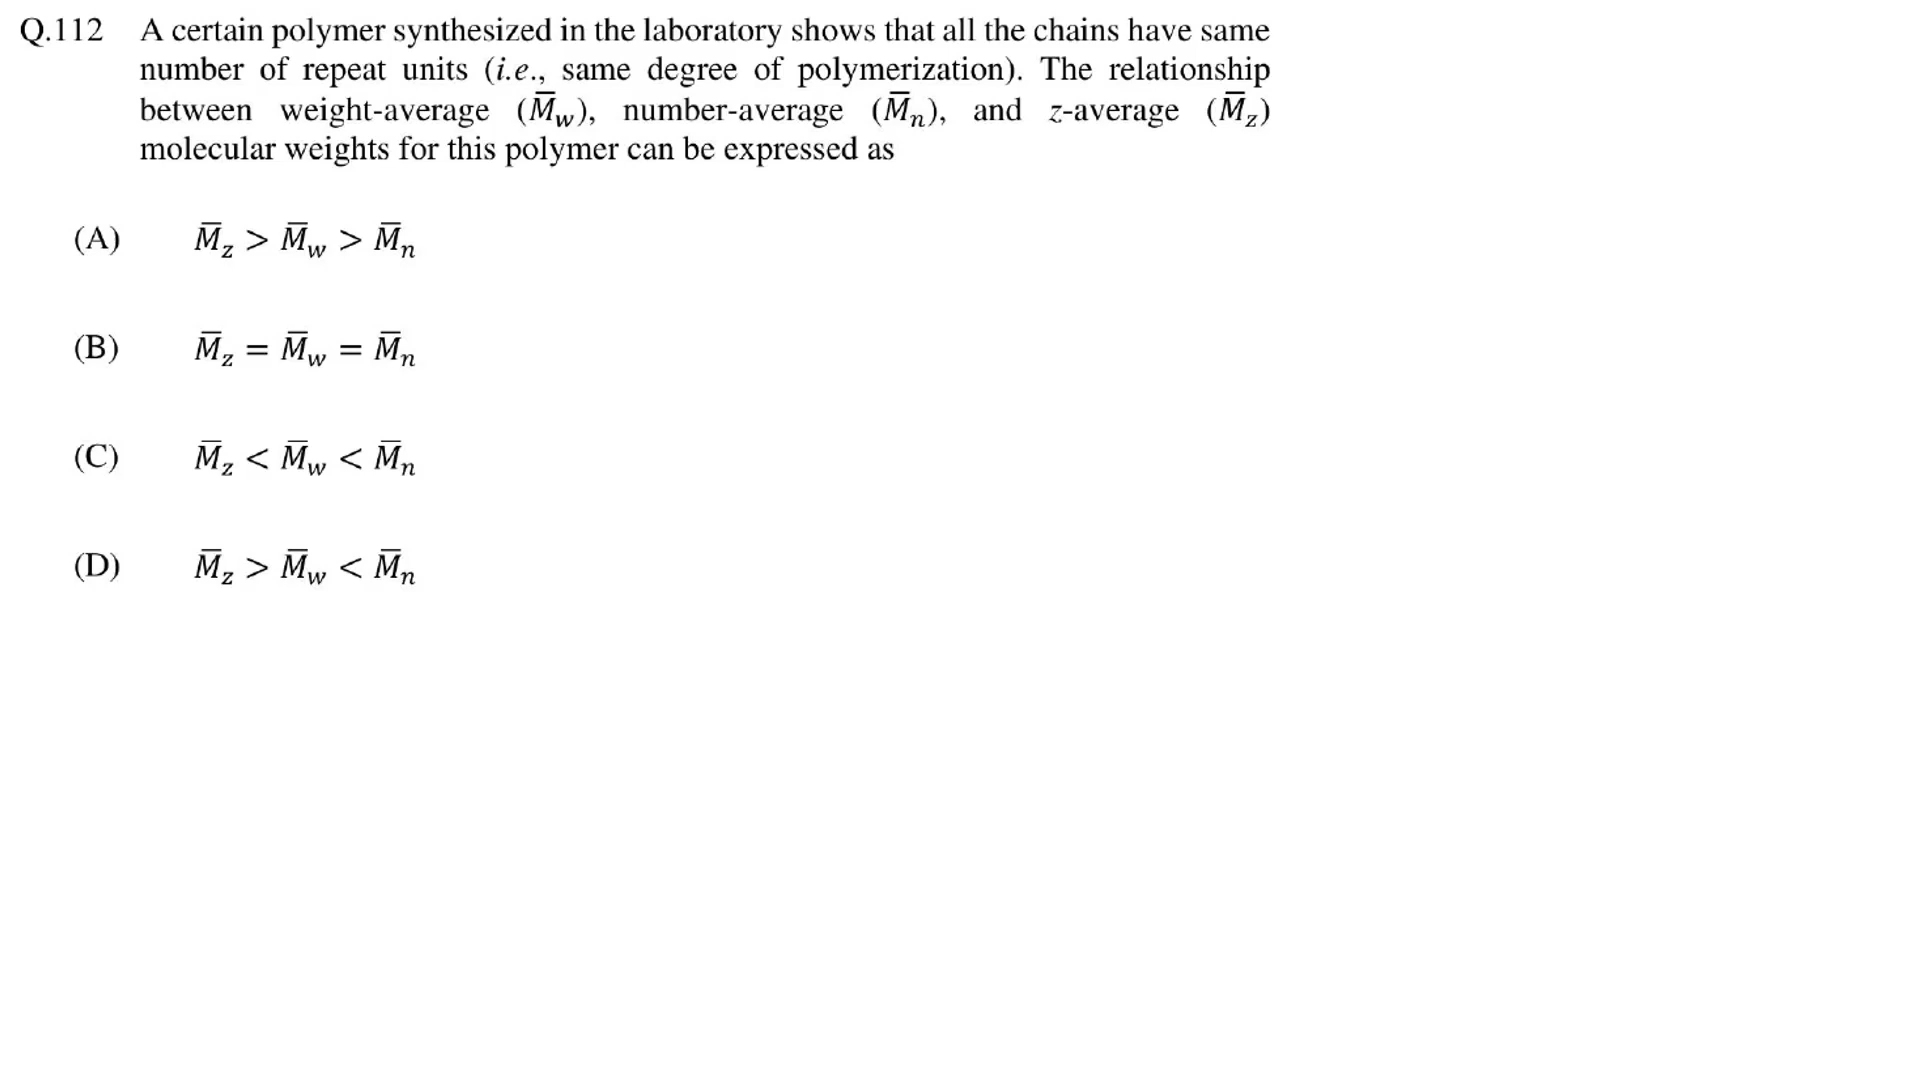 Q.112 A certain polymer synthesized in the laboratory shows that all the chains have same
number of repeat units (i.e., same degree of polymerization). The relationship
between weight-average (M̅w), number-average (M̅n), and z-average (M̅z)
molecular weights for this polymer can be expressed as
(A) M̅z > M̅w > M̅n
(B) M̅z = M̅w = M̅n
(C) M̅z < M̅w < M̅n
(D) M̅z > M̅w < M̅n